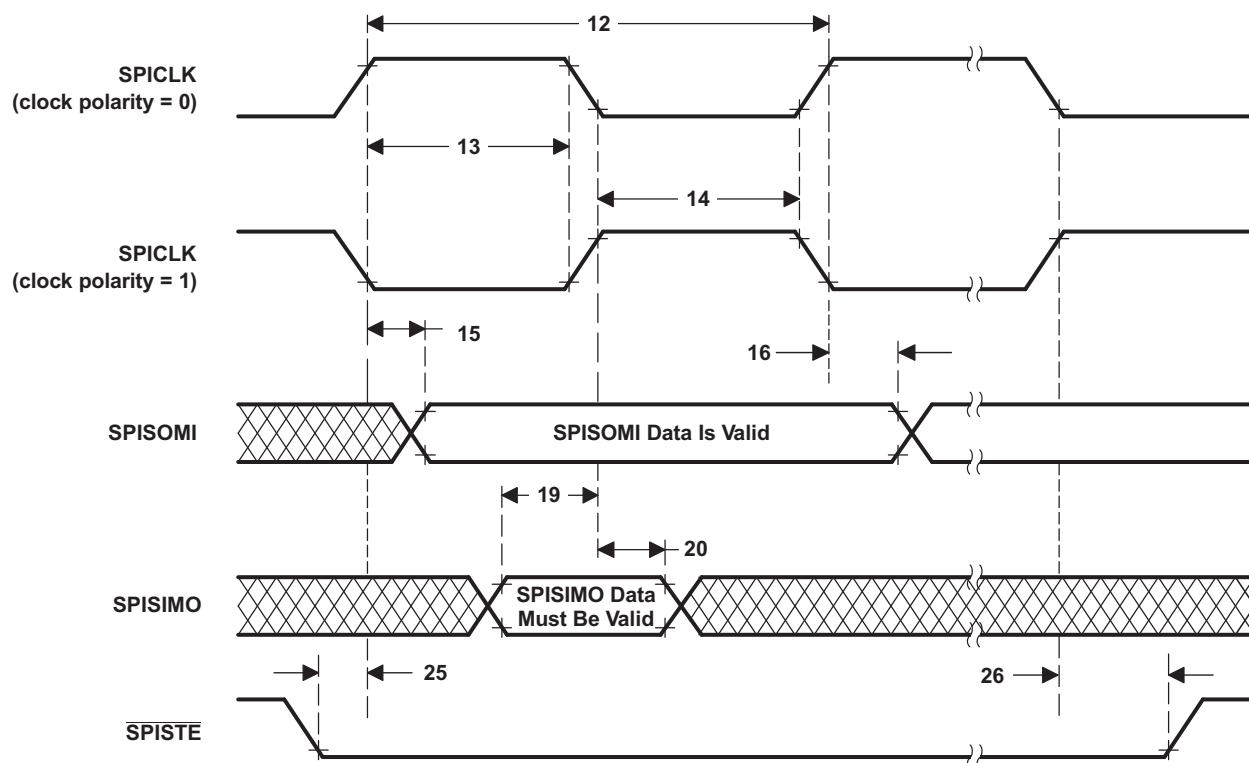 12
SPICLK
(clock polarity = 0)
13
14
SPICLK
(clock polarity = 1)
15
16
SPISOMI
SPISOMI Data Is Valid
19
20
SPISIMO
SPISIMO Data
Must Be Valid
25
26
SPISTE